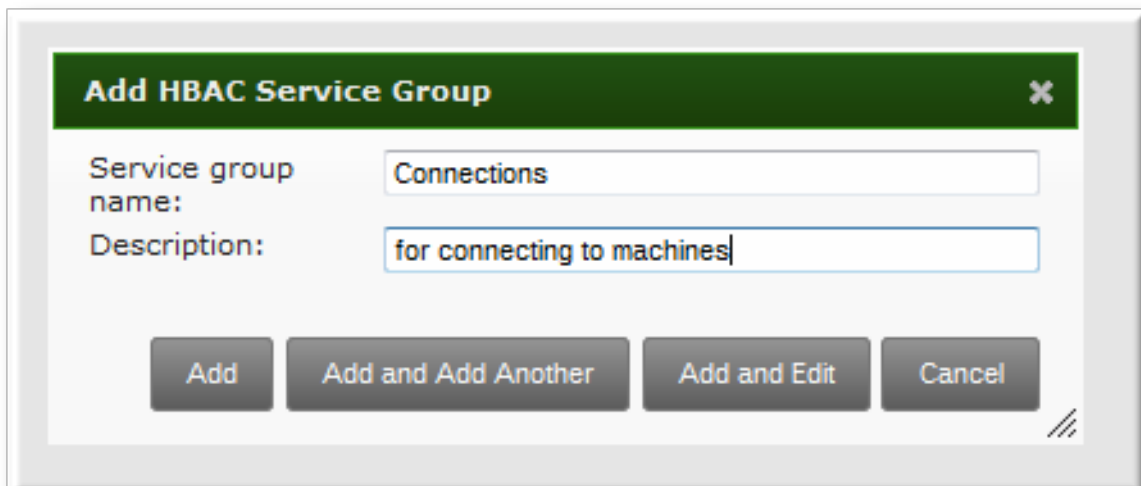 Add HBAC Service Group
Service group
name:
Connections
Description:
for connecting to machines
Add
Add and Add Another
Add and Edit
Cancel